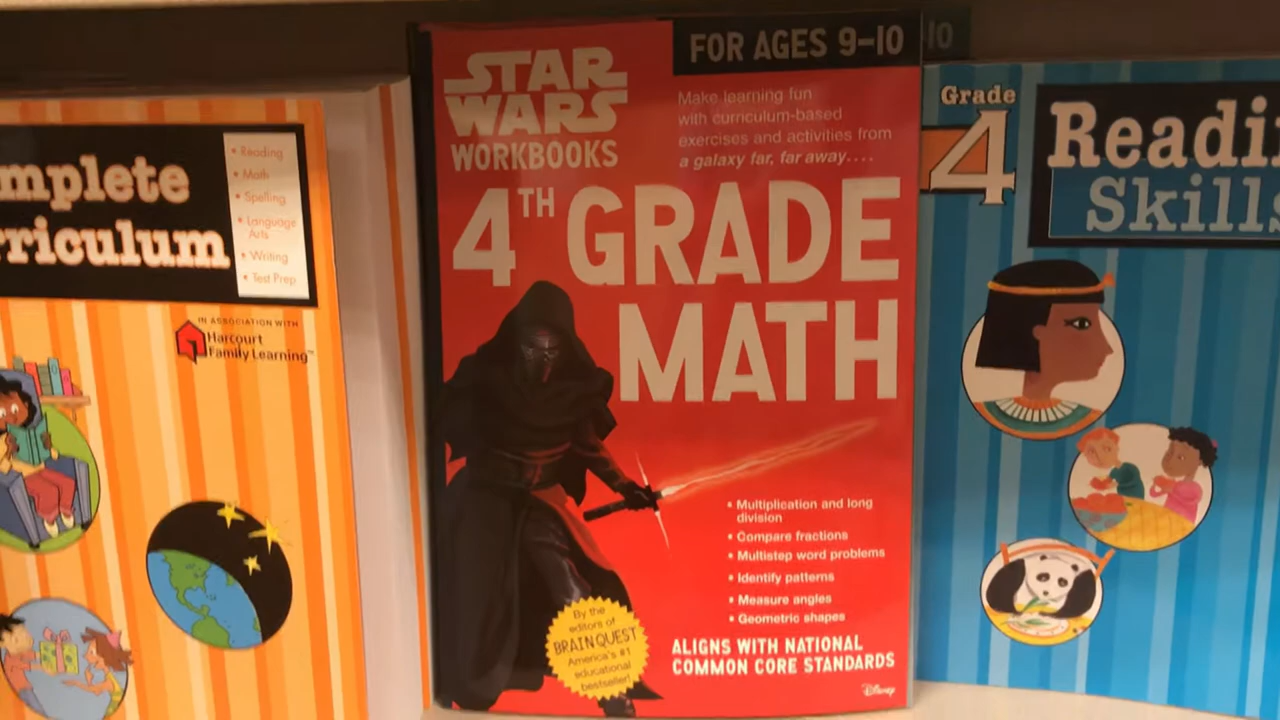 mplete
rriculum
• Reading
• Math
• Spelling
• Language
Arts
• Writing
• Test Prep
IN ASSOCIATION WITH
Harcourt
Family Learning™
STAR
WARS
WORKBOOKS
FOR AGES 9–10
Make learning fun
with curriculum-based
exercises and activities from
a galaxy far, far away....
4TH GRADE
MATH
• Multiplication and long
division
• Compare fractions
• Multistep word problems
• Identify patterns
• Measure angles
• Geometric shapes
ALIGNS WITH NATIONAL
COMMON CORE STANDARDS
Disney
By the
editors of
BRAIN QUEST
America's #1
educational
bestseller!
-10
Grade
4
Readi
Skills